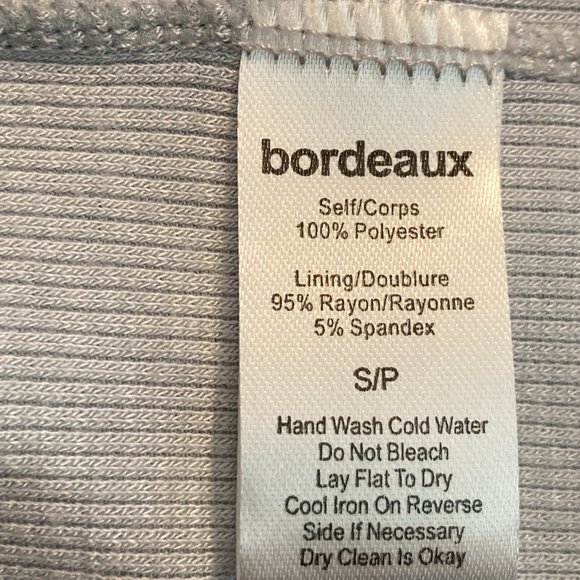 bordeaux
Self/Corps
100% Polyester
Lining/Doublure
95% Rayon/Rayonne
5% Spandex
S/P
Hand Wash Cold Water
Do Not Bleach
Lay Flat To Dry
Cool Iron On Reverse
Side If Necessary
Dry Clean Is Okay